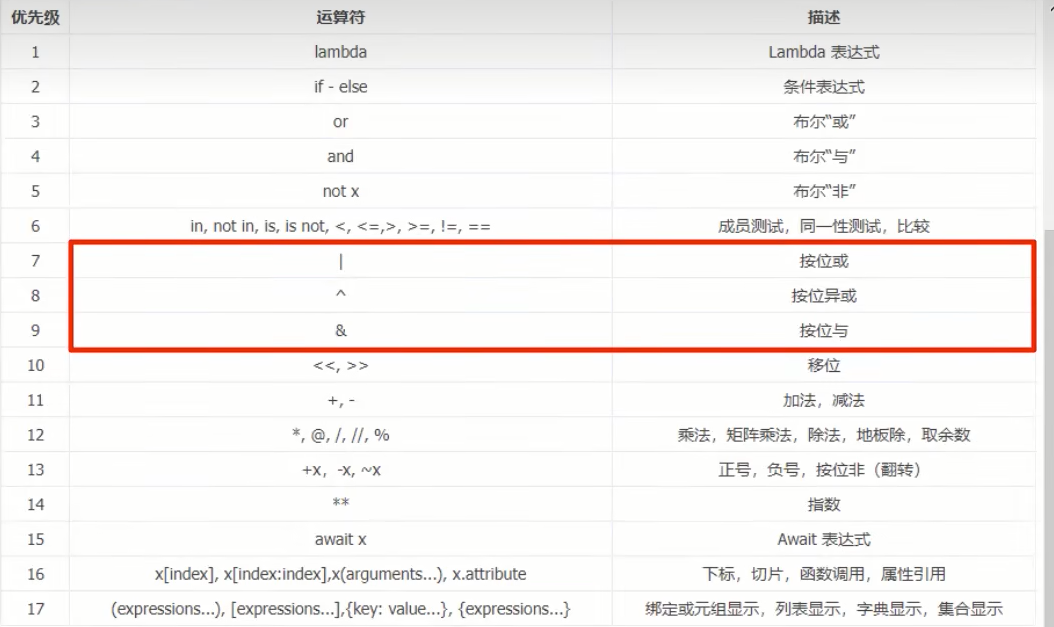 优先级 运算符 描述
1 lambda Lambda 表达式
2 if - else 条件表达式
3 or 布尔“或”
4 and 布尔“与”
5 not x 布尔“非”
6 in, not in, is, is not, <, <=,>, >=, !=, == 成员测试，同一性测试，比较
7 | 按位或
8 ^ 按位异或
9 & 按位与
10 <<, >> 移位
11 +, - 加法，减法
12 *, @, /, //, % 乘法，矩阵乘法，除法，地板除，取余数
13 +x，-x, ~x 正号，负号，按位非（翻转）
14 ** 指数
15 await x Await 表达式
16 x[index], x[index:index],x(arguments...), x.attribute 下标，切片，函数调用，属性引用
17 (expressions...), [expressions...],{key: value...}, {expressions...} 绑定或元组显示，列表显示，字典显示，集合显示